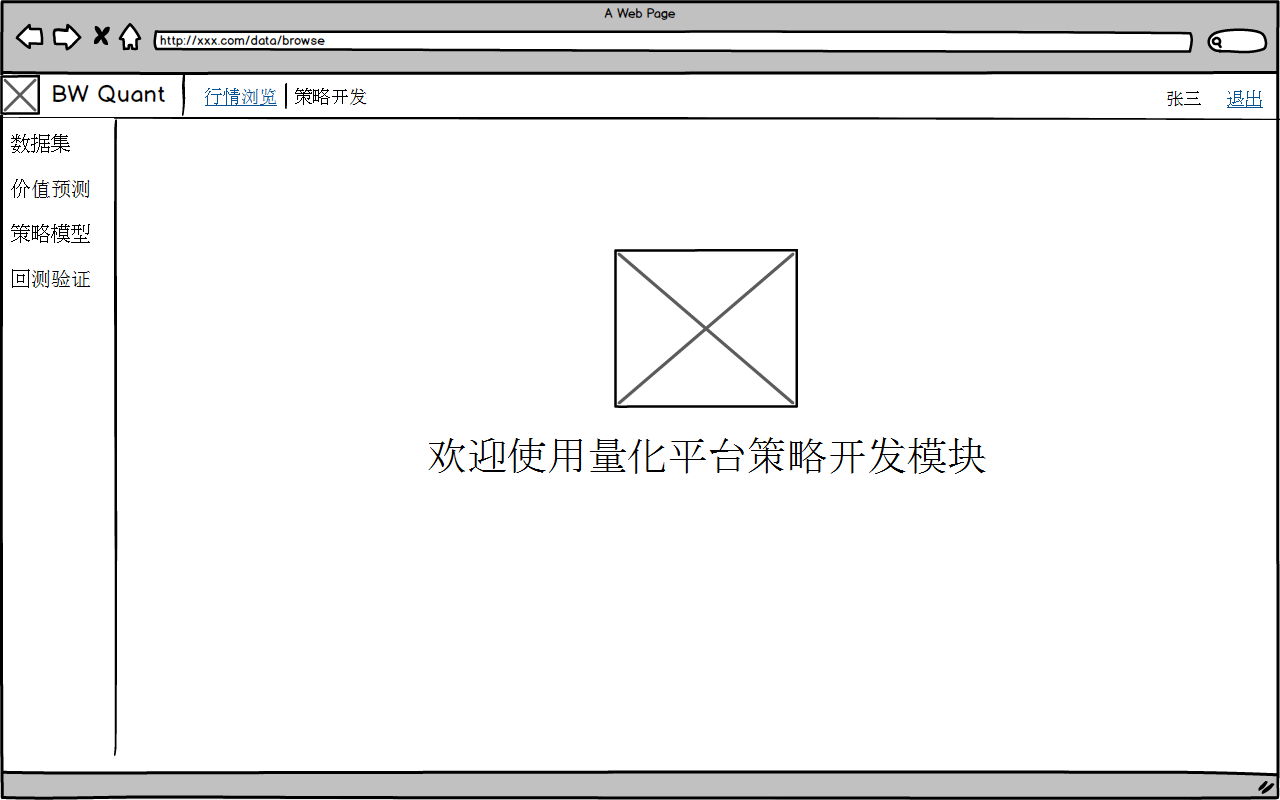 A Web Page
http://xxx.com/data/browse
BW Quant 行情浏览 策略开发 张三 退出
数据集
价值预测
策略模型
回测验证
欢迎使用量化平台策略开发模块